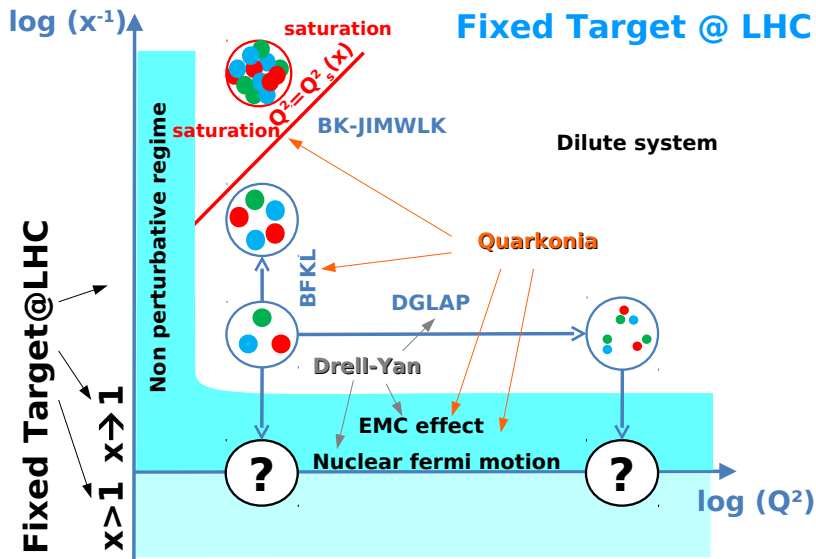 log (x⁻¹)
Fixed Target @ LHC
saturation
Q²=Q²ₛ(x)
saturation
BK-JIMWLK
Dilute system
Non perturbative regime
Quarkonia
BFKL
DGLAP
Fixed Target@LHC
Drell-Yan
x→1
EMC effect
Nuclear fermi motion
?
?
x>1
log (Q²)